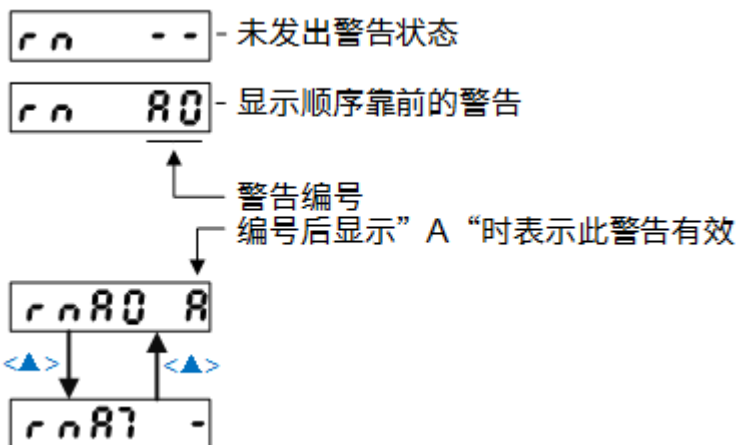 rn -- - 未发出警告状态
rn A0 - 显示顺序靠前的警告
警告编号
编号后显示”A“时表示此警告有效
rnA0 A
<▲> <▲>
rnA7 -